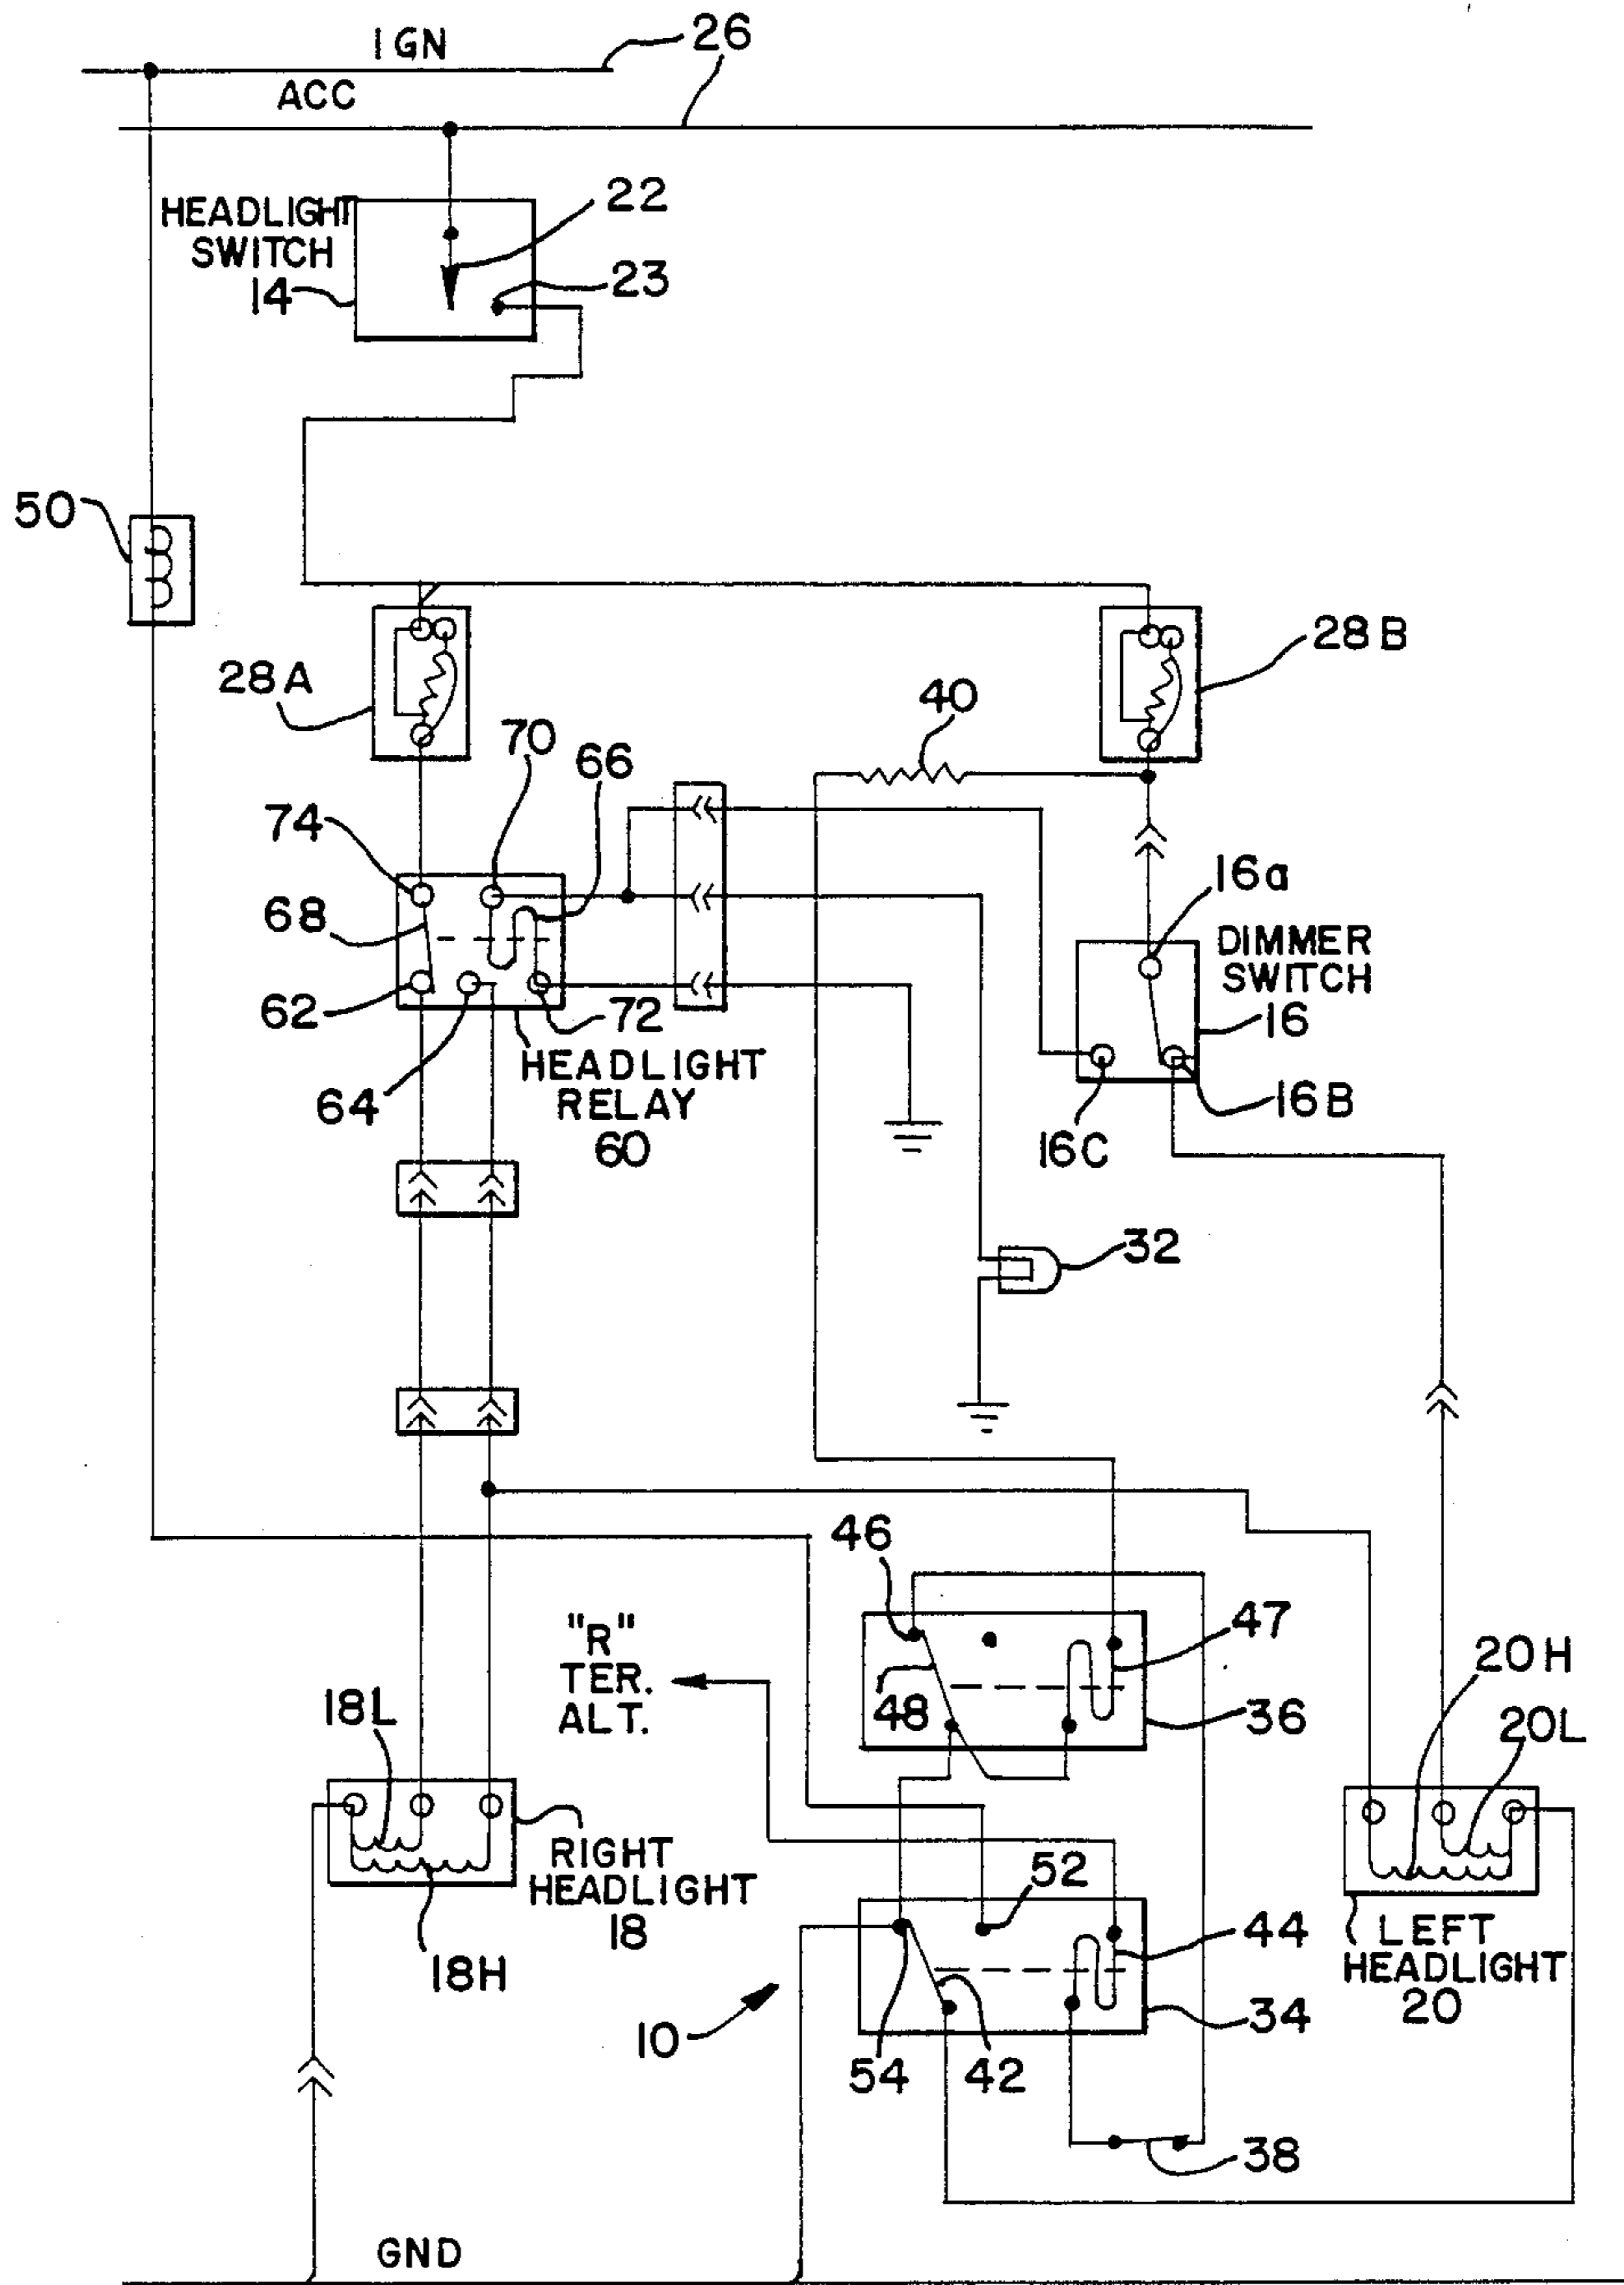 IGN
26
ACC
HEADLIGHT
SWITCH
14
22
23
50
28A
28B
40
70
66
74
68
62
64
72
HEADLIGHT
RELAY
60
16a
DIMMER
SWITCH
16
16B
16C
32
46
47
"R"
TER.
ALT.
48
36
20H
20L
18L
RIGHT
HEADLIGHT
18
18H
52
44
34
54
42
10
LEFT
HEADLIGHT
20
38
GND